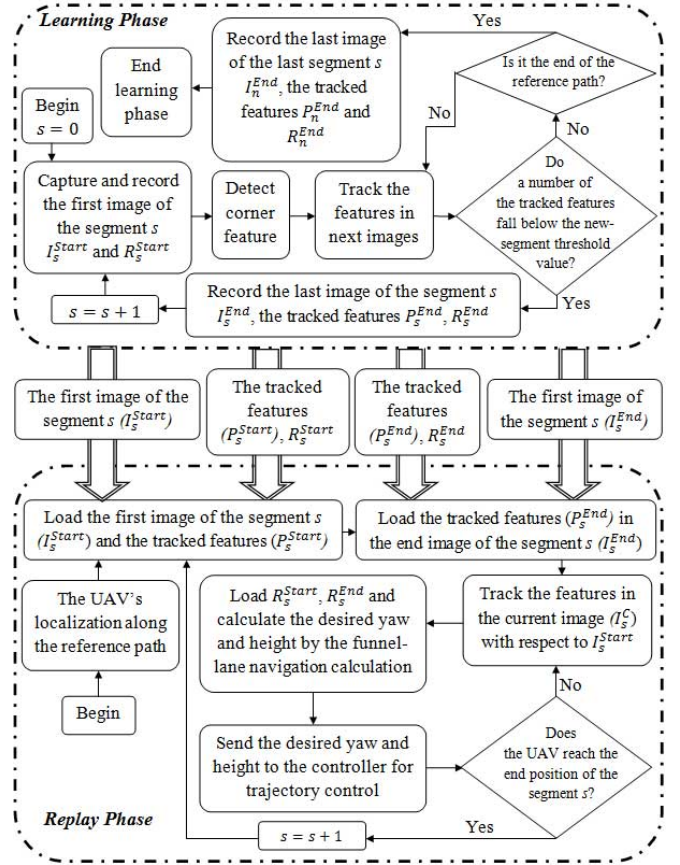 Learning Phase
Begin
s = 0
End
learning
phase
Record the last image
of the last segment s
I_n^{End}, the tracked
features P_n^{End} and
R_n^{End}
Yes
Is it the end of the
reference path?
No
No
Capture and record
the first image of
the segment s
I_s^{Start} and R_s^{Start}
Detect
corner
feature
Track the
features in
next images
Do
a number of
the tracked features
fall below the new-
segment threshold
value?
Yes
Record the last image of the segment s
I_s^{End}, the tracked features P_s^{End}, R_s^{End}
s = s + 1
The first image of the
segment s (I_s^{Start})
The tracked
features
(P_s^{Start}), R_s^{Start}
The tracked
features
(P_s^{End}), R_s^{End}
The first image of
the segment s (I_s^{End})
Load the first image of the segment s
(I_s^{Start}) and the tracked features (P_s^{Start})
Load the tracked features (P_s^{End}) in
the end image of the segment s (I_s^{End})
The UAV's
localization along
the reference path
Begin
Load R_s^{Start}, R_s^{End} and
calculate the desired yaw
and height by the funnel-
lane navigation calculation
Track the features in
the current image (I_s^C)
with respect to I_s^{Start}
No
Send the desired yaw and
height to the controller for
trajectory control
Does
the UAV reach the
end position of the
segment s?
Yes
s = s + 1
Replay Phase